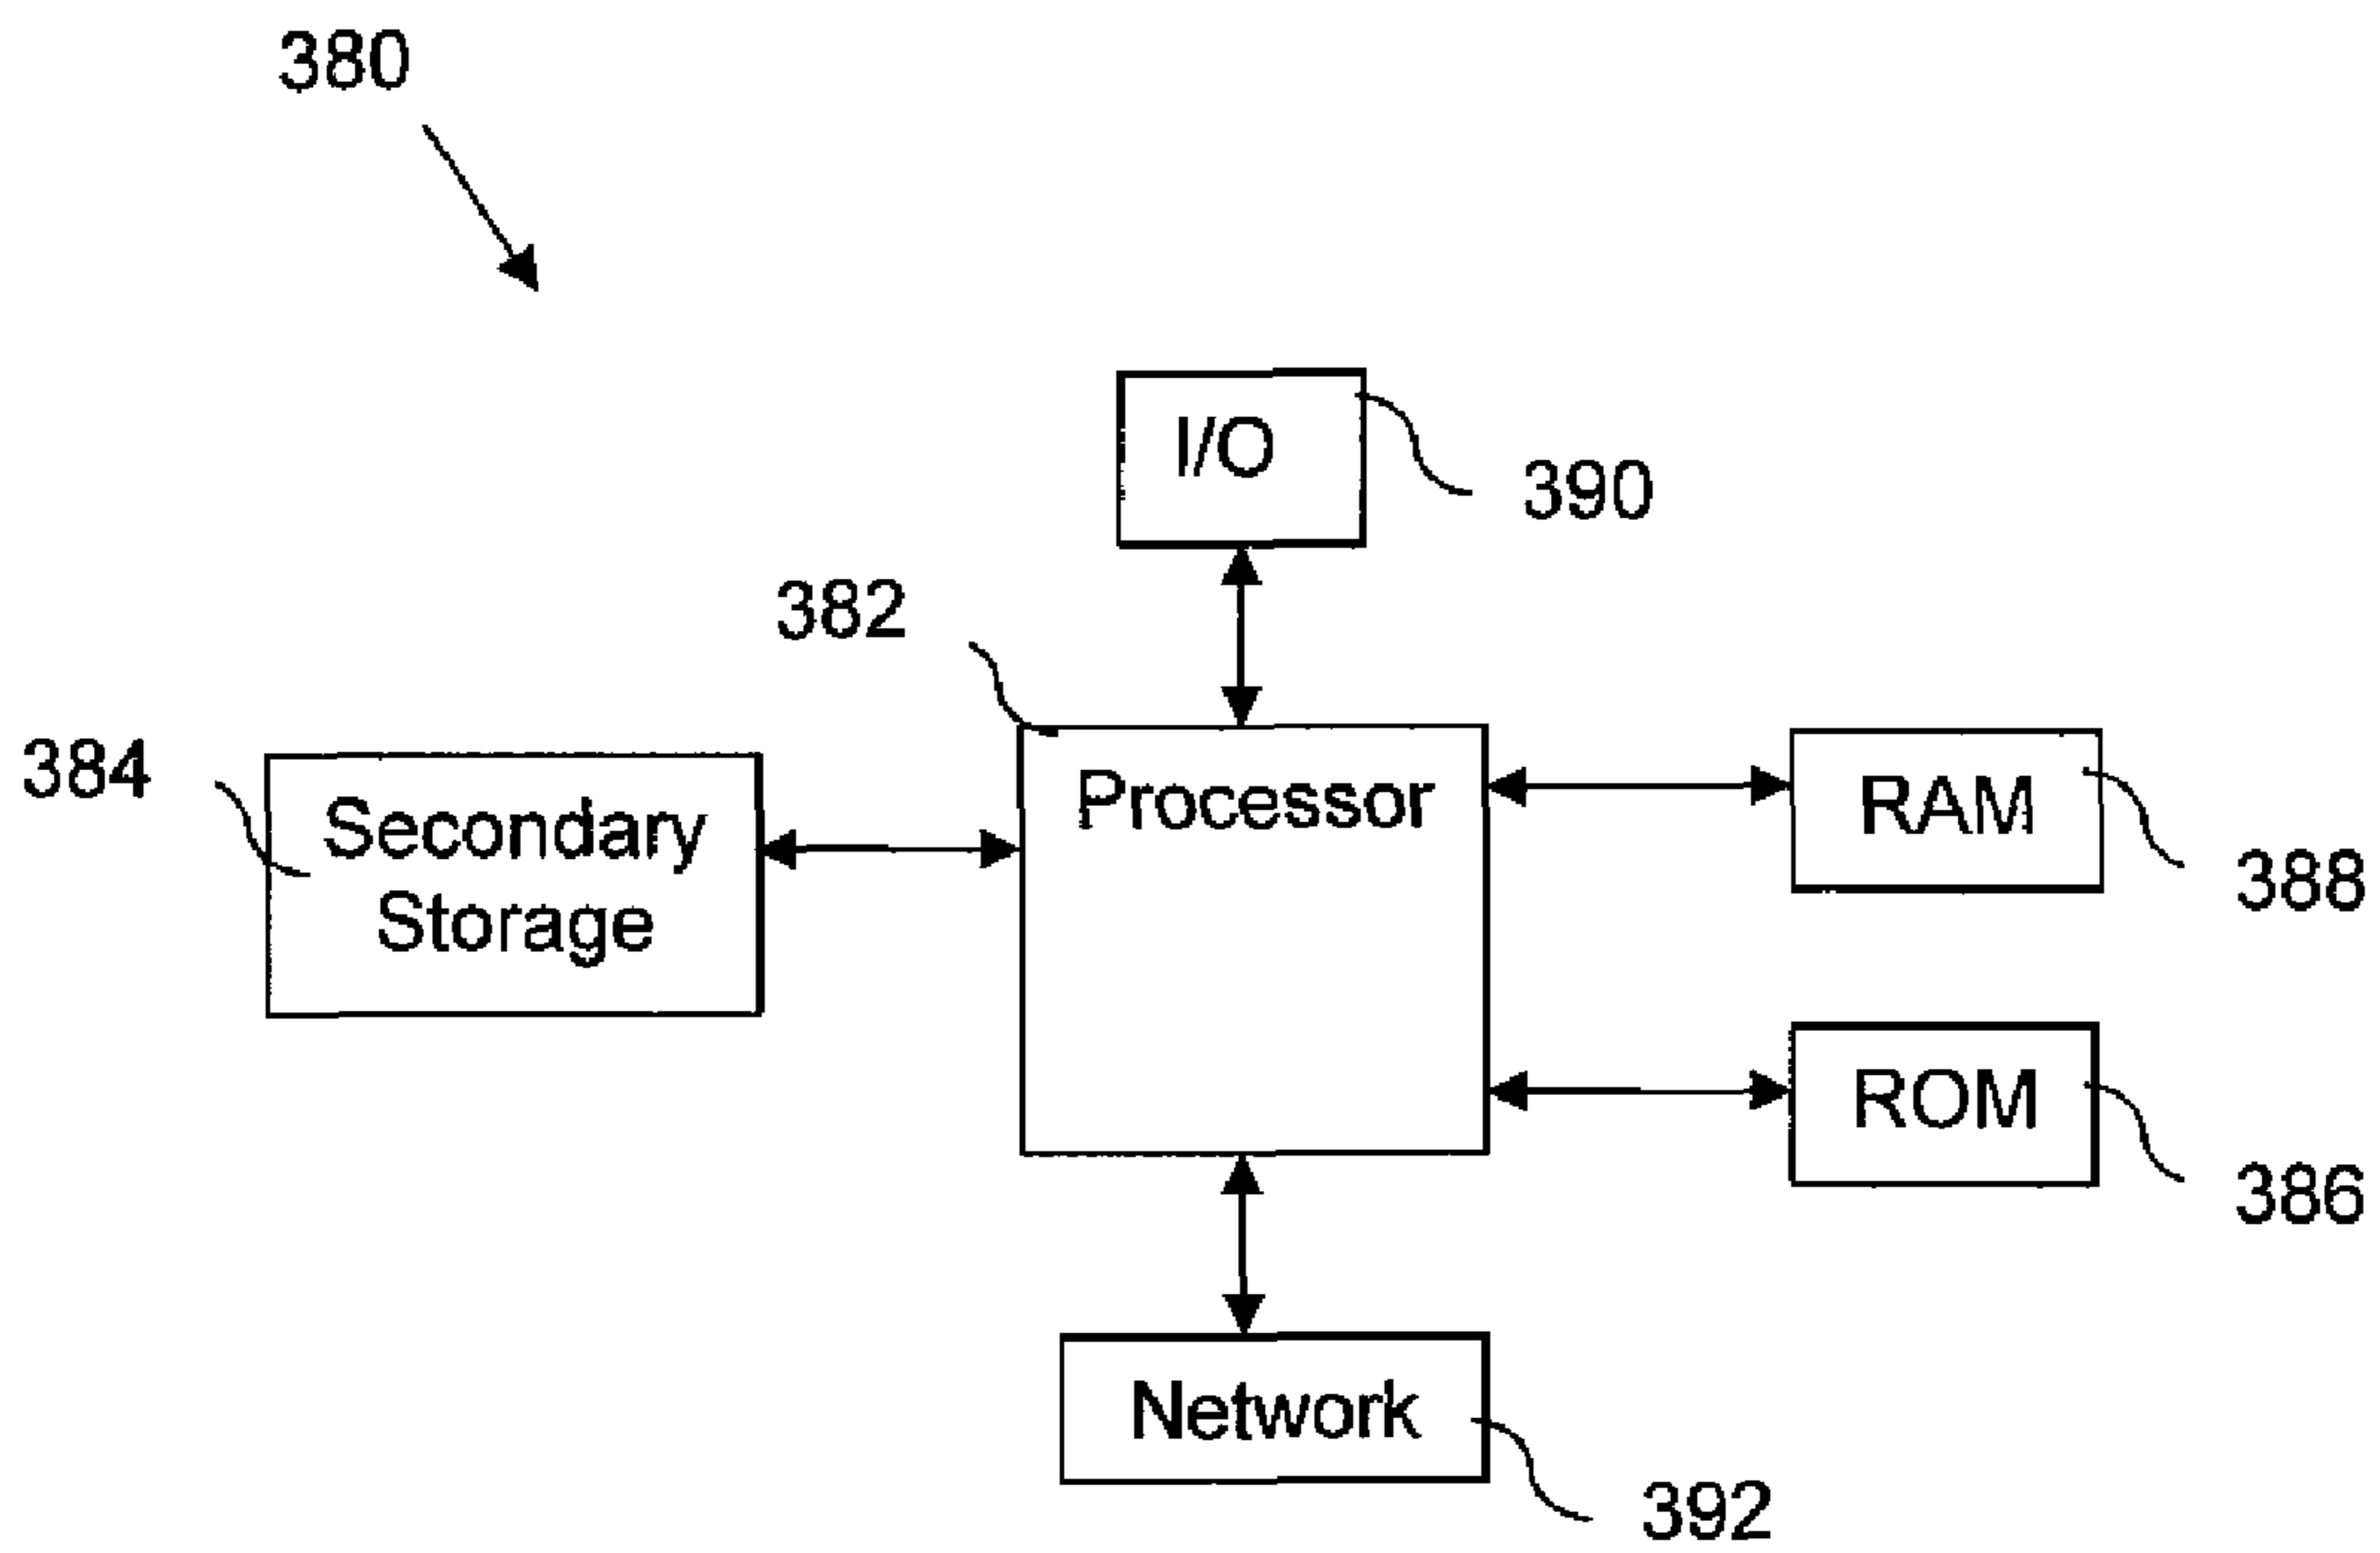 380
I/O
390
382
384
Secondary
Storage
Processor
RAM
388
ROM
386
Network
392